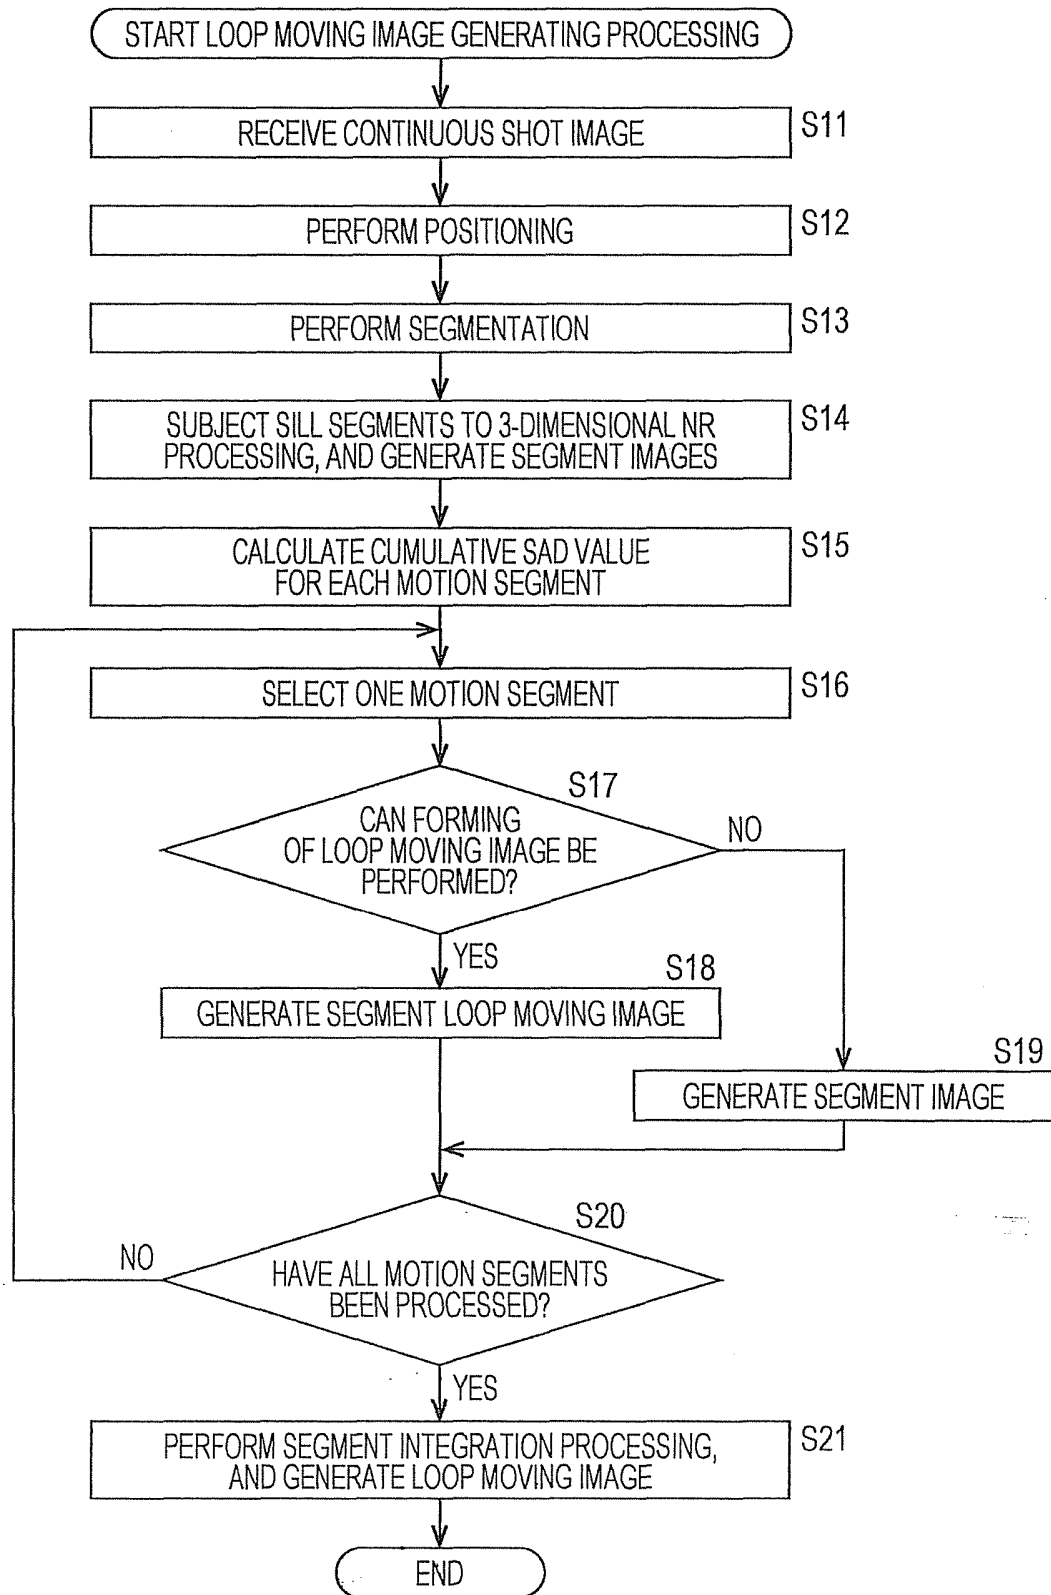 START LOOP MOVING IMAGE GENERATING PROCESSING
RECEIVE CONTINUOUS SHOT IMAGE
S11
PERFORM POSITIONING
S12
PERFORM SEGMENTATION
S13
SUBJECT SILL SEGMENTS TO 3-DIMENSIONAL NR
PROCESSING, AND GENERATE SEGMENT IMAGES
S14
CALCULATE CUMULATIVE SAD VALUE
FOR EACH MOTION SEGMENT
S15
SELECT ONE MOTION SEGMENT
S16
S17
CAN FORMING
OF LOOP MOVING IMAGE BE
PERFORMED?
NO
YES
S18
GENERATE SEGMENT LOOP MOVING IMAGE
S19
GENERATE SEGMENT IMAGE
S20
NO
HAVE ALL MOTION SEGMENTS
BEEN PROCESSED?
YES
PERFORM SEGMENT INTEGRATION PROCESSING,
AND GENERATE LOOP MOVING IMAGE
S21
END